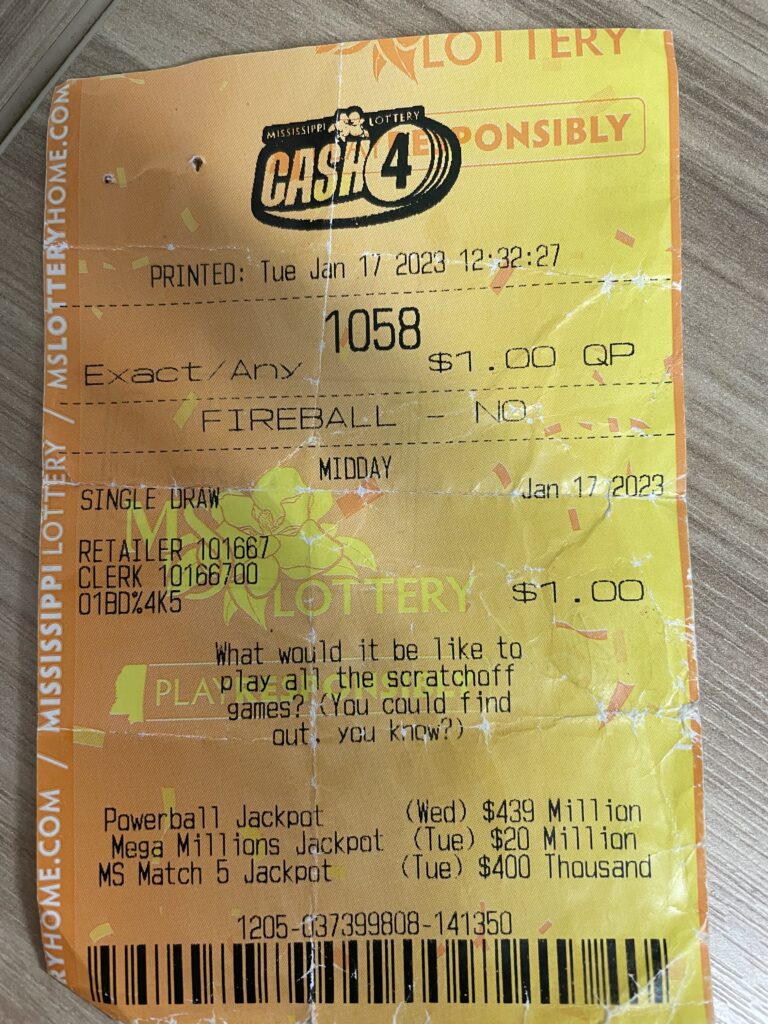 LOTTERY
RESPONSIBLY
MISSISSIPPI LOTTERY
CASH 4
PRINTED: Tue Jan 17 2023 12:32:27
1058
Exact/Any $1.00 QP
FIREBALL - NO
MIDDAY
SINGLE DRAW Jan 17 2023
RETAILER 101667
CLERK 10166700
01BD%4K5
$1.00
MS
LOTTERY
What would it be like to
play all the scratchoff
games? (You could find
out, you know?)
PLAY RESPONSIBLY
Powerball Jackpot (Wed) $439 Million
Mega Millions Jackpot (Tue) $20 Million
MS Match 5 Jackpot (Tue) $400 Thousand
1205-037399808-141350
RYHOME.COM / MISSISSIPPI LOTTERY / MSLOTTERYHOME.COM